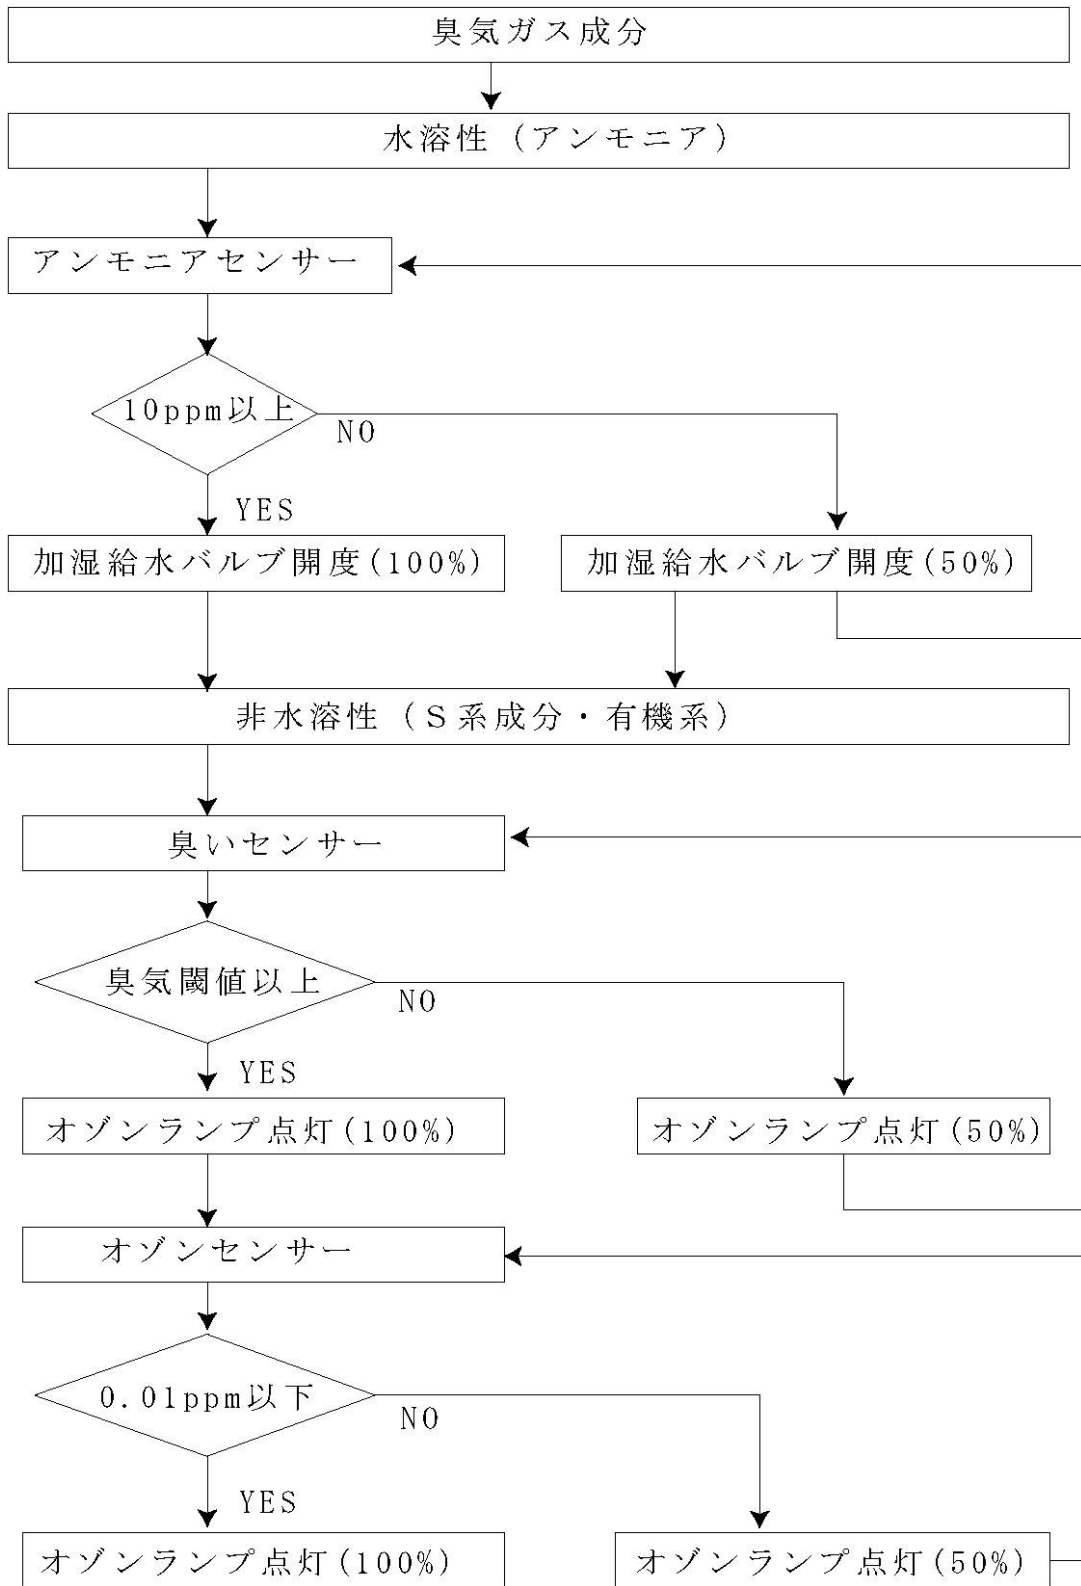 臭気ガス成分
水溶性（アンモニア）
アンモニアセンサー
10ppm以上
NO
YES
加湿給水バルブ開度(100%)
加湿給水バルブ開度(50%)
非水溶性（Ｓ系成分・有機系）
臭いセンサー
臭気閾値以上
NO
YES
オゾンランプ点灯(100%)
オゾンランプ点灯(50%)
オゾンセンサー
0.01ppm以下
NO
YES
オゾンランプ点灯(100%)
オゾンランプ点灯(50%)